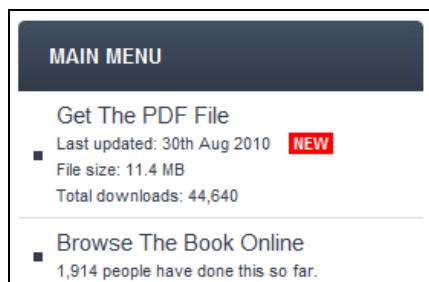 MAIN MENU
Get The PDF File
Last updated: 30th Aug 2010 NEW
File size: 11.4 MB
Total downloads: 44,640
Browse The Book Online
1,914 people have done this so far.